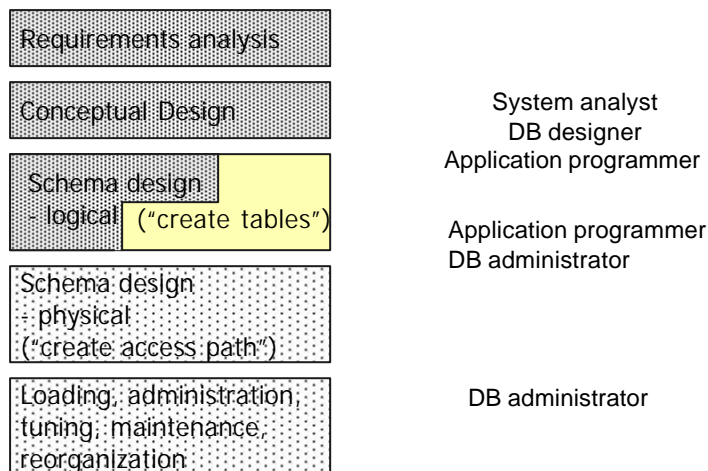 Requirements analysis
Conceptual Design
System analyst
DB designer
Application programmer
Schema design
- logical ("create tables")
Application programmer
DB administrator
Schema design
- physical
("create access path")
Loading, administration,
tuning, maintenance,
reorganization
DB administrator